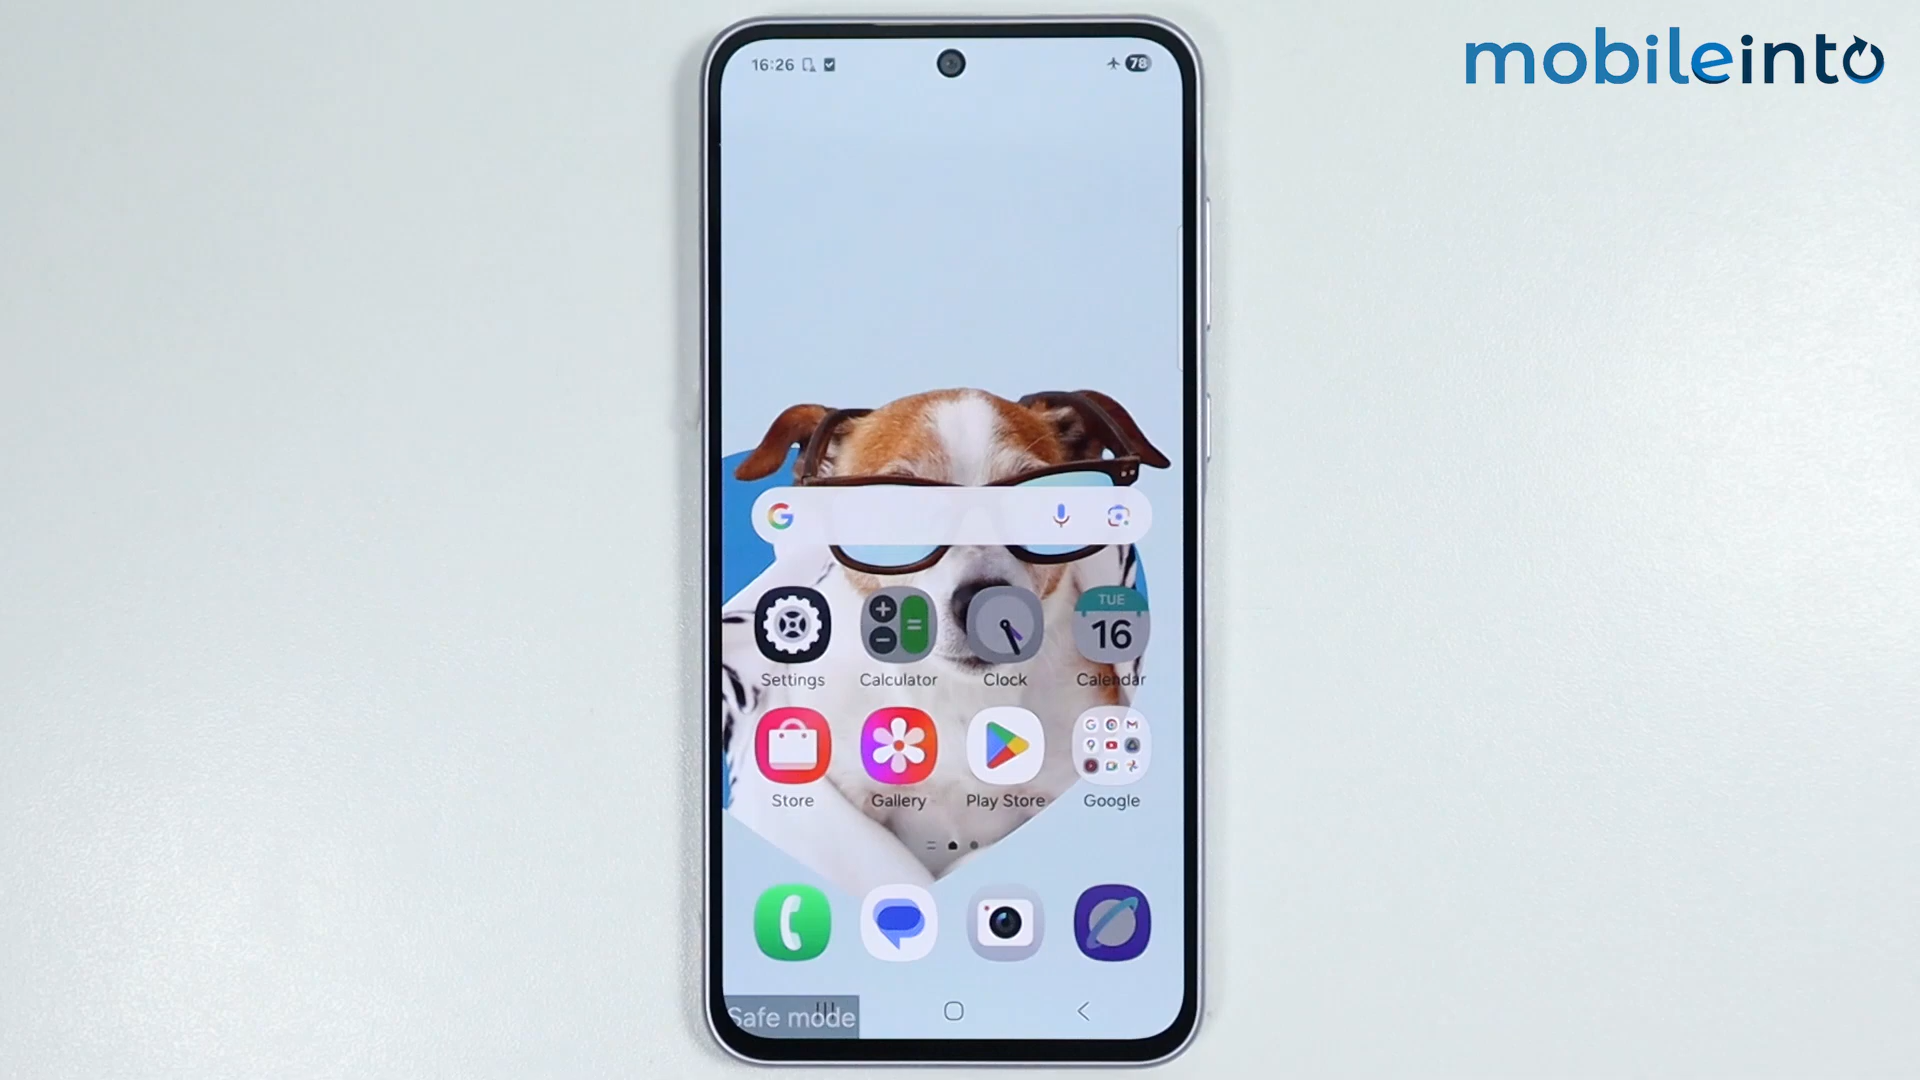 mobileinto
16:26
78
TUE
16
Settings
Calculator
Clock
Calendar
Store
Gallery
Play Store
Google
Safe mode